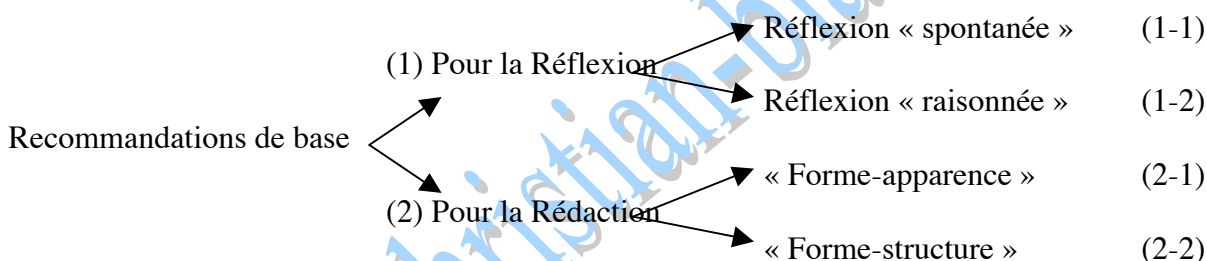 Réflexion « spontanée » (1-1)
(1) Pour la Réflexion
Réflexion « raisonnée » (1-2)
Recommandations de base
« Forme-apparence » (2-1)
(2) Pour la Rédaction
« Forme-structure » (2-2)